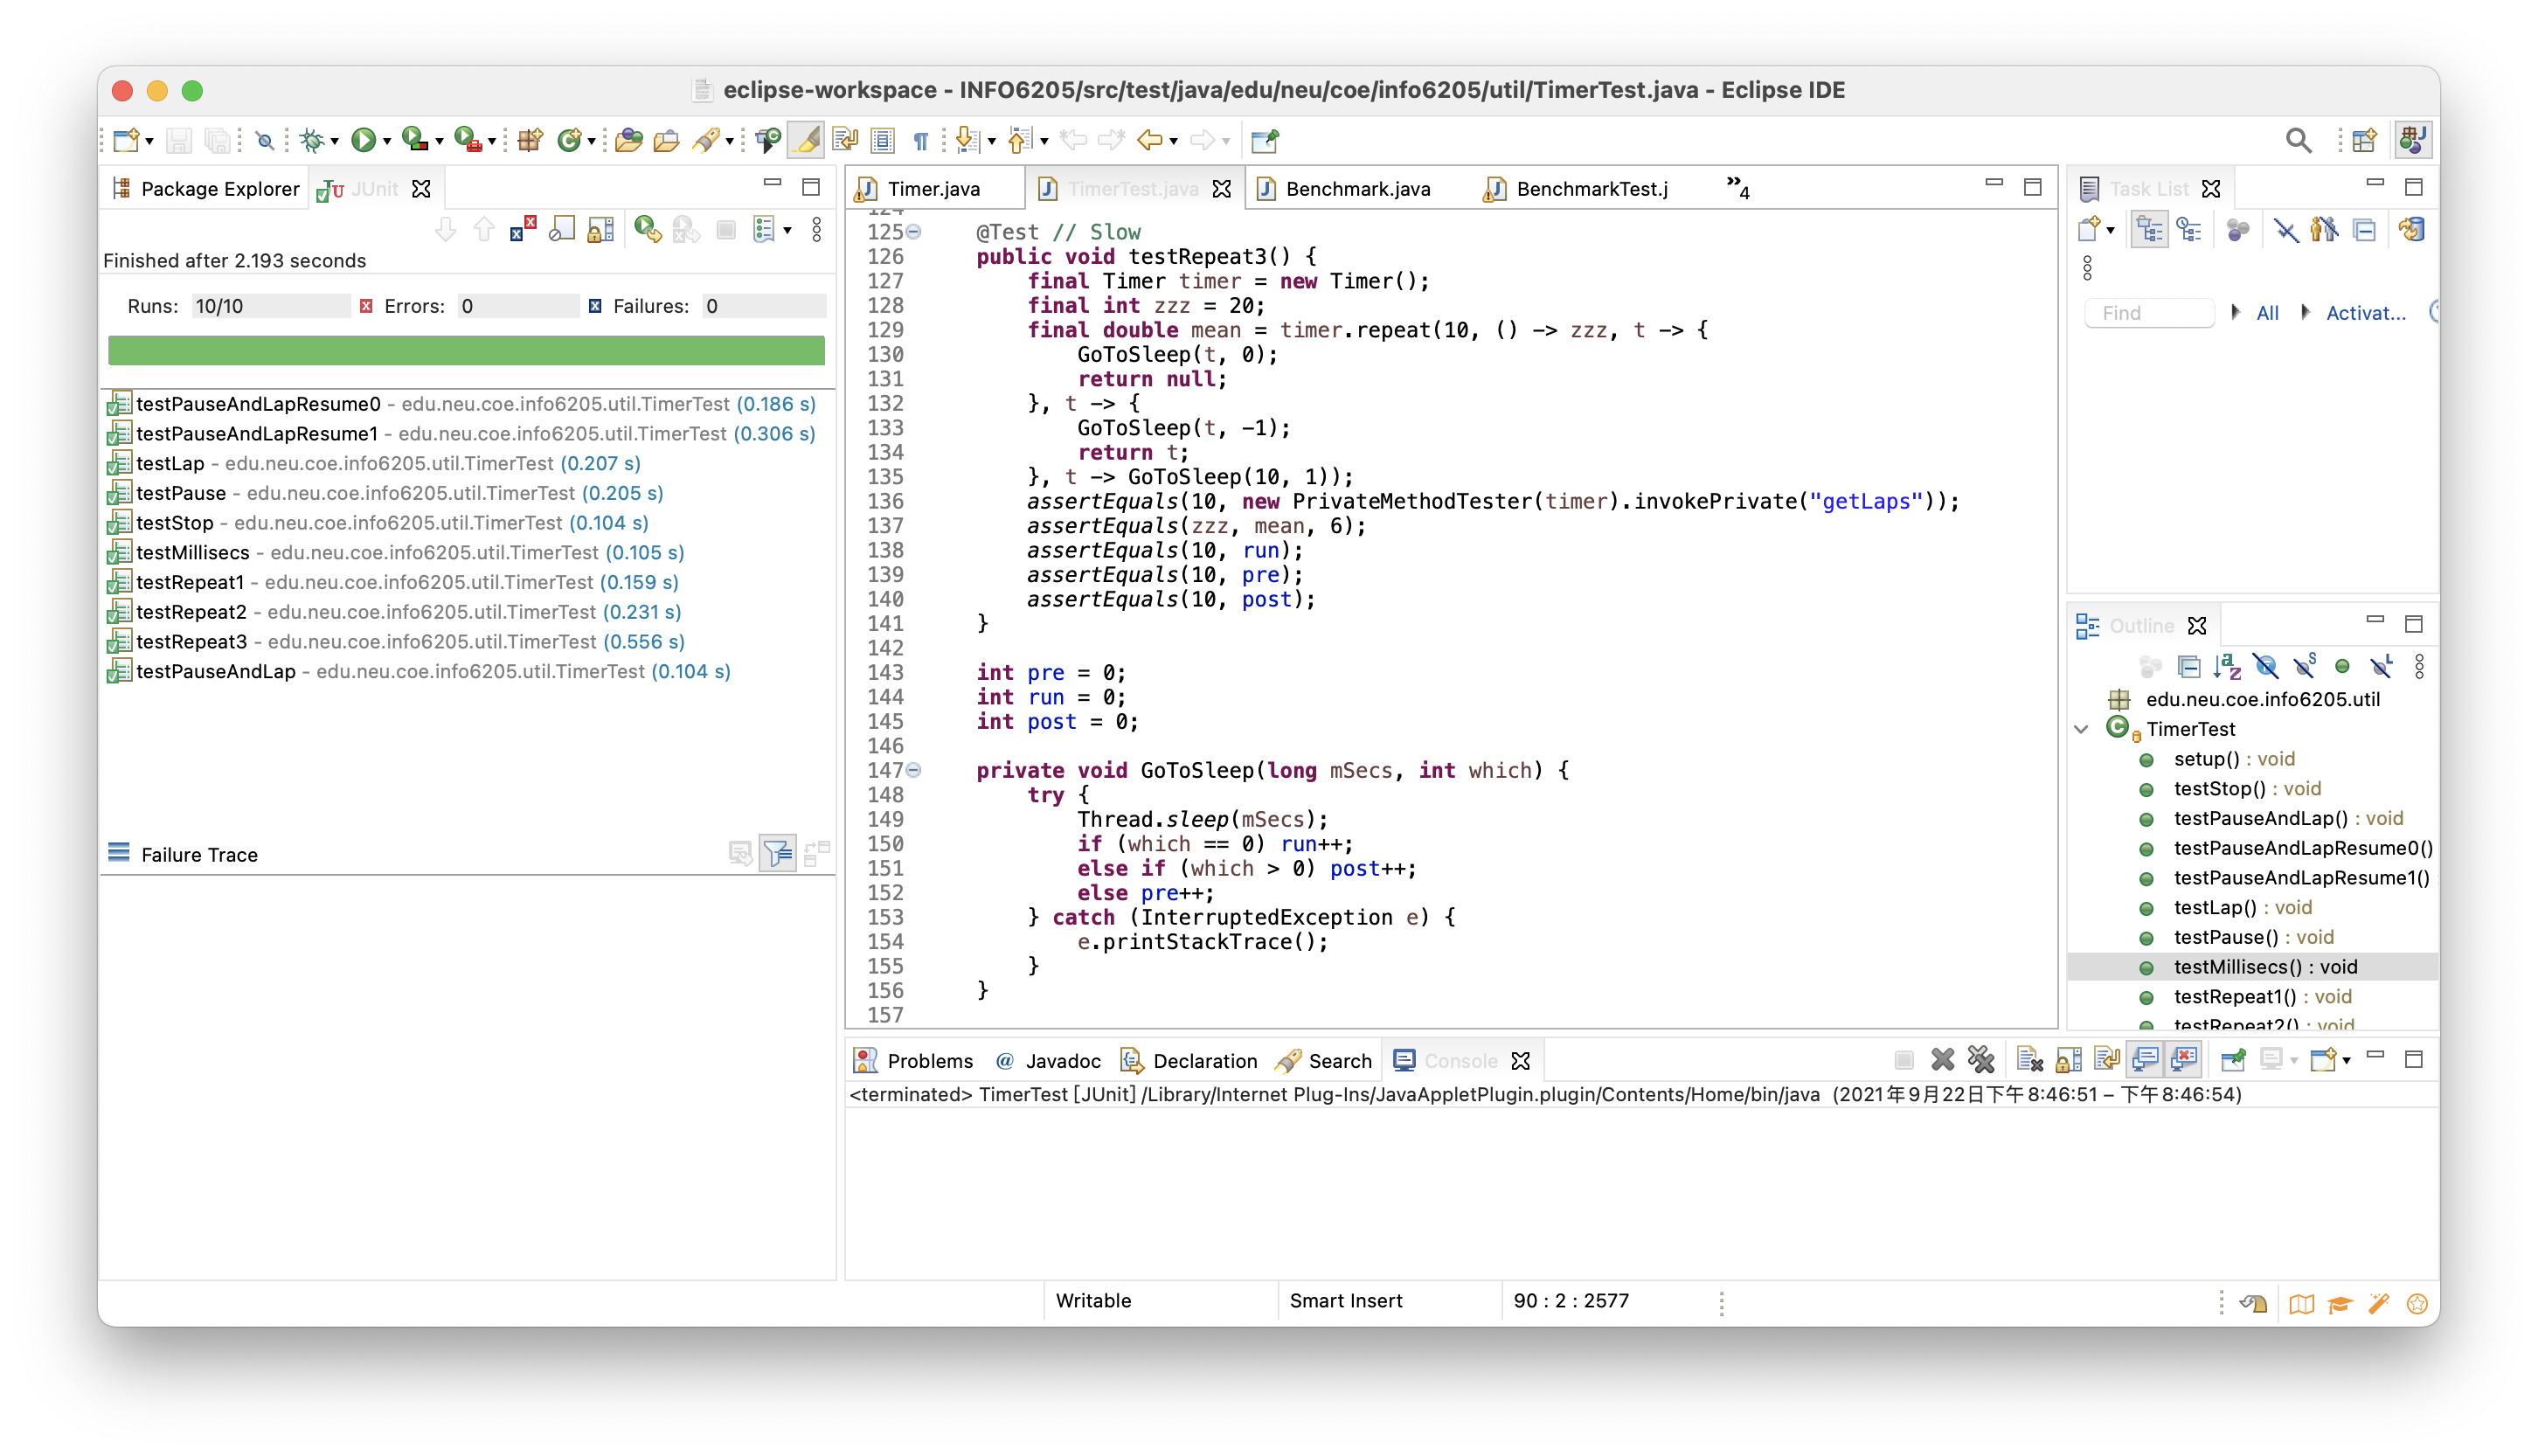 eclipse-workspace - INFO6205/src/test/java/edu/neu/coe/info6205/util/TimerTest.java - Eclipse IDE
Package Explorer
JUnit
Finished after 2.193 seconds
Runs: 10/10 Errors: 0 Failures: 0
testPauseAndLapResume0 - edu.neu.coe.info6205.util.TimerTest (0.186 s)
testPauseAndLapResume1 - edu.neu.coe.info6205.util.TimerTest (0.306 s)
testLap - edu.neu.coe.info6205.util.TimerTest (0.207 s)
testPause - edu.neu.coe.info6205.util.TimerTest (0.205 s)
testStop - edu.neu.coe.info6205.util.TimerTest (0.104 s)
testMillisecs - edu.neu.coe.info6205.util.TimerTest (0.105 s)
testRepeat1 - edu.neu.coe.info6205.util.TimerTest (0.159 s)
testRepeat2 - edu.neu.coe.info6205.util.TimerTest (0.231 s)
testRepeat3 - edu.neu.coe.info6205.util.TimerTest (0.556 s)
testPauseAndLap - edu.neu.coe.info6205.util.TimerTest (0.104 s)
Failure Trace
Timer.java TimerTest.java Benchmark.java BenchmarkTest.j »4
124
125 @Test // Slow
126 public void testRepeat3() {
127 final Timer timer = new Timer();
128 final int zzz = 20;
129 final double mean = timer.repeat(10, () -> zzz, t -> {
130 GoToSleep(t, 0);
131 return null;
132 }, t -> {
133 GoToSleep(t, -1);
134 return t;
135 }, t -> GoToSleep(10, 1));
136 assertEquals(10, new PrivateMethodTester(timer).invokePrivate("getLaps"));
137 assertEquals(zzz, mean, 6);
138 assertEquals(10, run);
139 assertEquals(10, pre);
140 assertEquals(10, post);
141 }
142
143 int pre = 0;
144 int run = 0;
145 int post = 0;
146
147 private void GoToSleep(long mSecs, int which) {
148 try {
149 Thread.sleep(mSecs);
150 if (which == 0) run++;
151 else if (which > 0) post++;
152 else pre++;
153 } catch (InterruptedException e) {
154 e.printStackTrace();
155 }
156 }
157
Task List
Find All Activat...
Outline
edu.neu.coe.info6205.util
TimerTest
setup() : void
testStop() : void
testPauseAndLap() : void
testPauseAndLapResume0()
testPauseAndLapResume1()
testLap() : void
testPause() : void
testMillisecs() : void
testRepeat1() : void
testRepeat2() : void
Problems @ Javadoc Declaration Search Console
<terminated> TimerTest [JUnit] /Library/Internet Plug-Ins/JavaAppletPlugin.plugin/Contents/Home/bin/java (2021年9月22日下午8:46:51 – 下午8:46:54)
Writable Smart Insert 90 : 2 : 2577